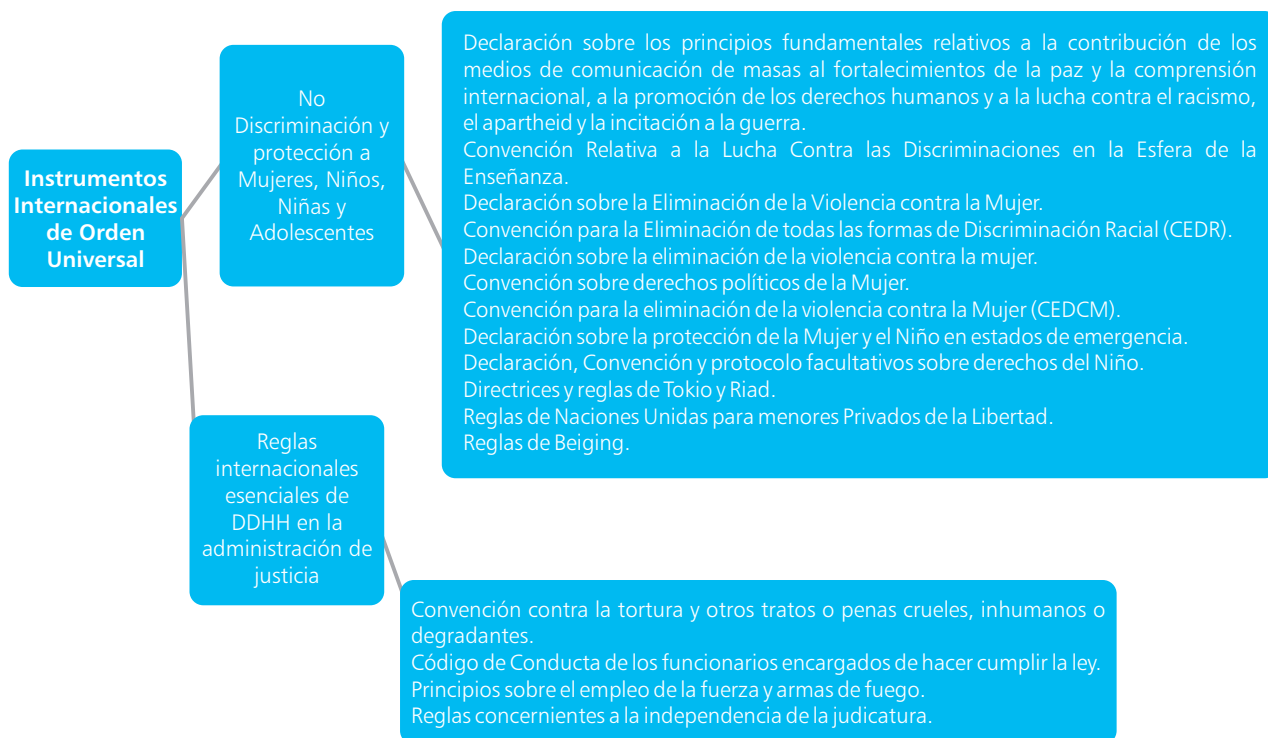 Instrumentos
Internacionales
de Orden
Universal
No
Discriminación y
protección a
Mujeres, Niños,
Niñas y
Adolescentes
Declaración sobre los principios fundamentales relativos a la contribución de los
medios de comunicación de masas al fortalecimientos de la paz y la comprensión
internacional, a la promoción de los derechos humanos y a la lucha contra el racismo,
el apartheid y la incitación a la guerra.
Convención Relativa a la Lucha Contra las Discriminaciones en la Esfera de la
Enseñanza.
Declaración sobre la Eliminación de la Violencia contra la Mujer.
Convención para la Eliminación de todas las formas de Discriminación Racial (CEDR).
Declaración sobre la eliminación de la violencia contra la mujer.
Convención sobre derechos políticos de la Mujer.
Convención para la eliminación de la violencia contra la Mujer (CEDCM).
Declaración sobre la protección de la Mujer y el Niño en estados de emergencia.
Declaración, Convención y protocolo facultativos sobre derechos del Niño.
Directrices y reglas de Tokio y Riad.
Reglas de Naciones Unidas para menores Privados de la Libertad.
Reglas de Beiging.
Reglas
internacionales
esenciales de
DDHH en la
administración de
justicia
Convención contra la tortura y otros tratos o penas crueles, inhumanos o
degradantes.
Código de Conducta de los funcionarios encargados de hacer cumplir la ley.
Principios sobre el empleo de la fuerza y armas de fuego.
Reglas concernientes a la independencia de la judicatura.